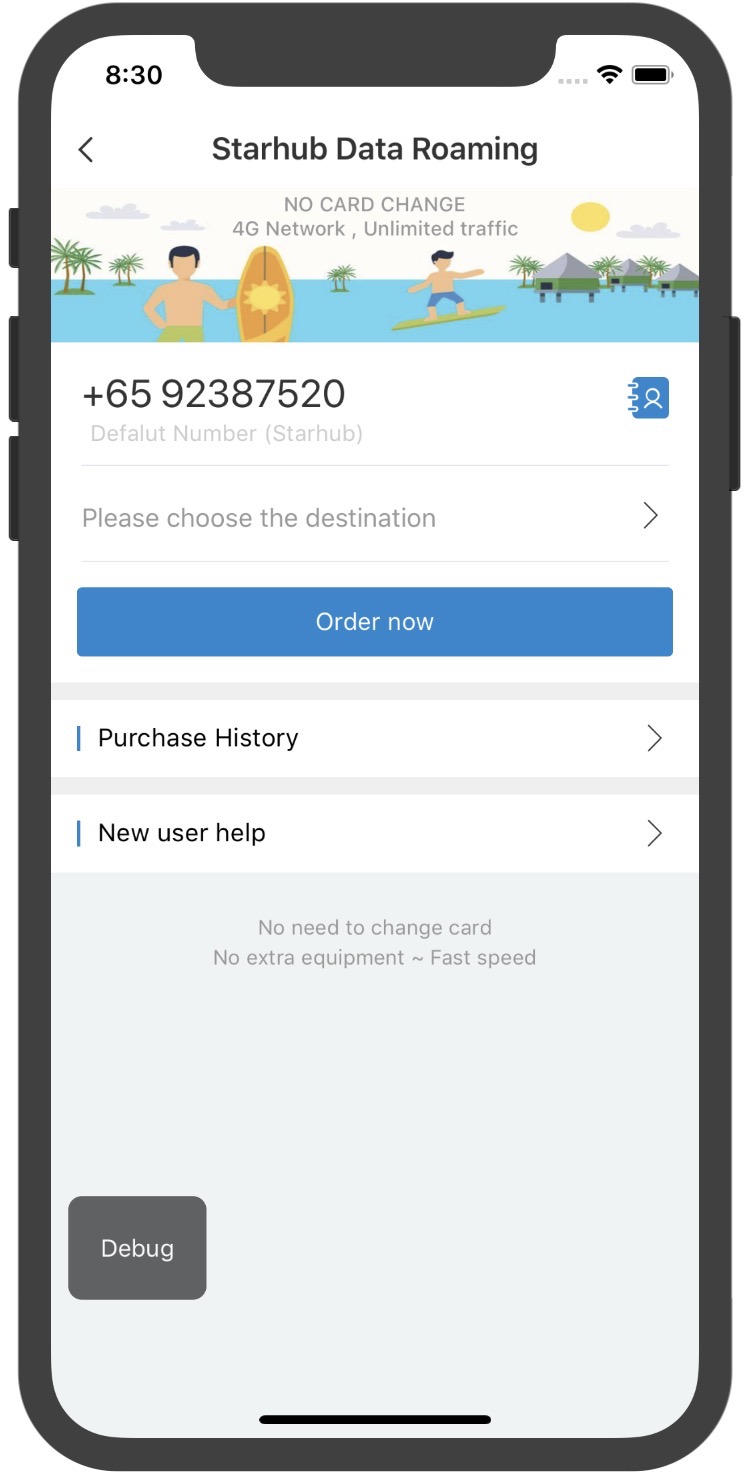 8:30
Starhub Data Roaming
NO CARD CHANGE
4G Network , Unlimited traffic
+65 92387520
Defalut Number (Starhub)
Please choose the destination
Order now
Purchase History
New user help
No need to change card
No extra equipment ~ Fast speed
Debug